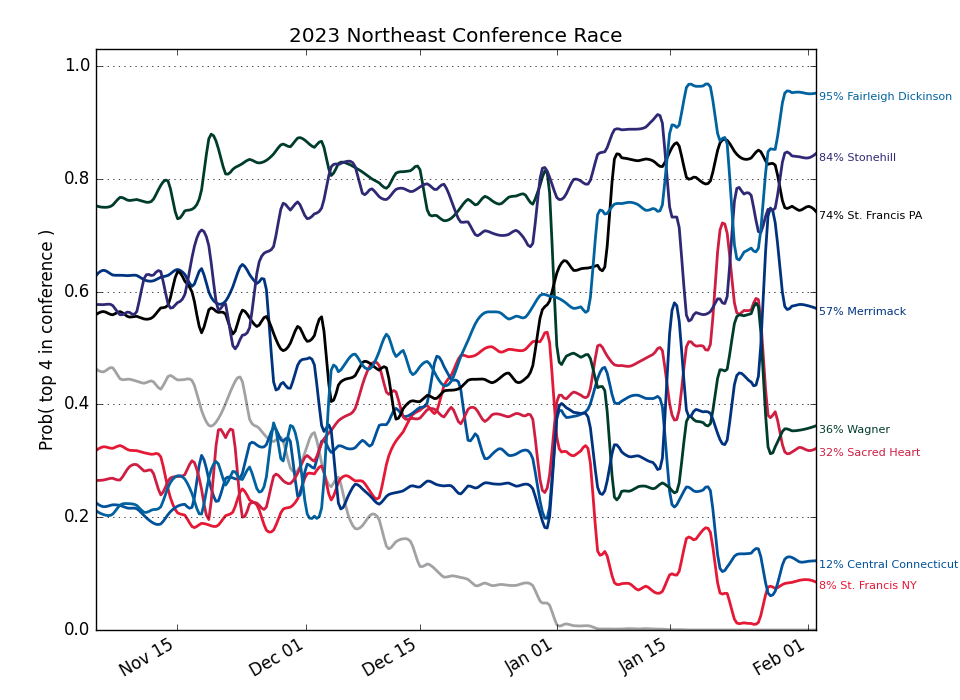 2023 Northeast Conference Race
Prob( top 4 in conference )
1.0
0.8
0.6
0.4
0.2
0.0
Nov 15
Dec 01
Dec 15
Jan 01
Jan 15
Feb 01
95% Fairleigh Dickinson
84% Stonehill
74% St. Francis PA
57% Merrimack
36% Wagner
32% Sacred Heart
12% Central Connecticut
8% St. Francis NY